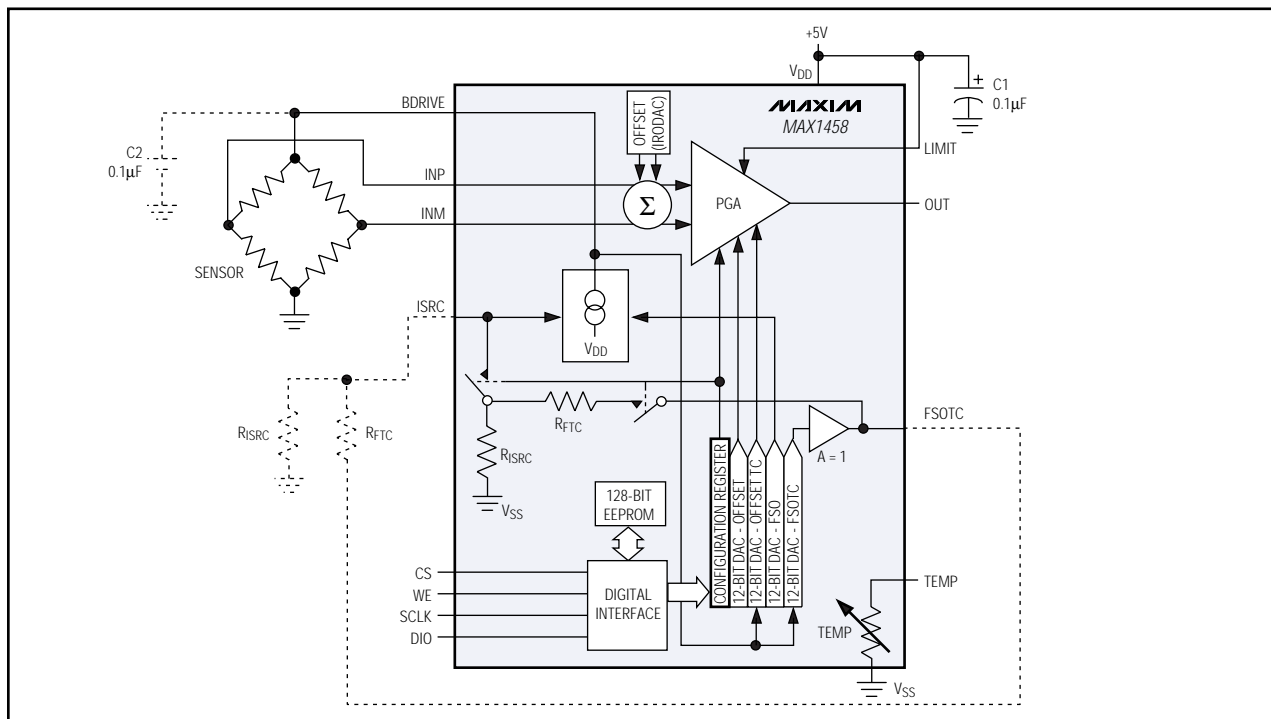 +5V
VDD
C1
0.1µF
MAXIM
MAX1458
BDRIVE
OFFSET
(IRODAC)
LIMIT
C2
0.1µF
INP
PGA
OUT
Σ
INM
SENSOR
ISRC
VDD
RISRC
RFTC
RFTC
FSOTC
A = 1
RISRC
VSS
128-BIT
EEPROM
CONFIGURATION REGISTER
12-BIT DAC - OFFSET
12-BIT DAC - OFFSET TC
12-BIT DAC - FSO
12-BIT DAC - FSOTC
CS
WE
SCLK
DIO
DIGITAL
INTERFACE
TEMP
TEMP
VSS